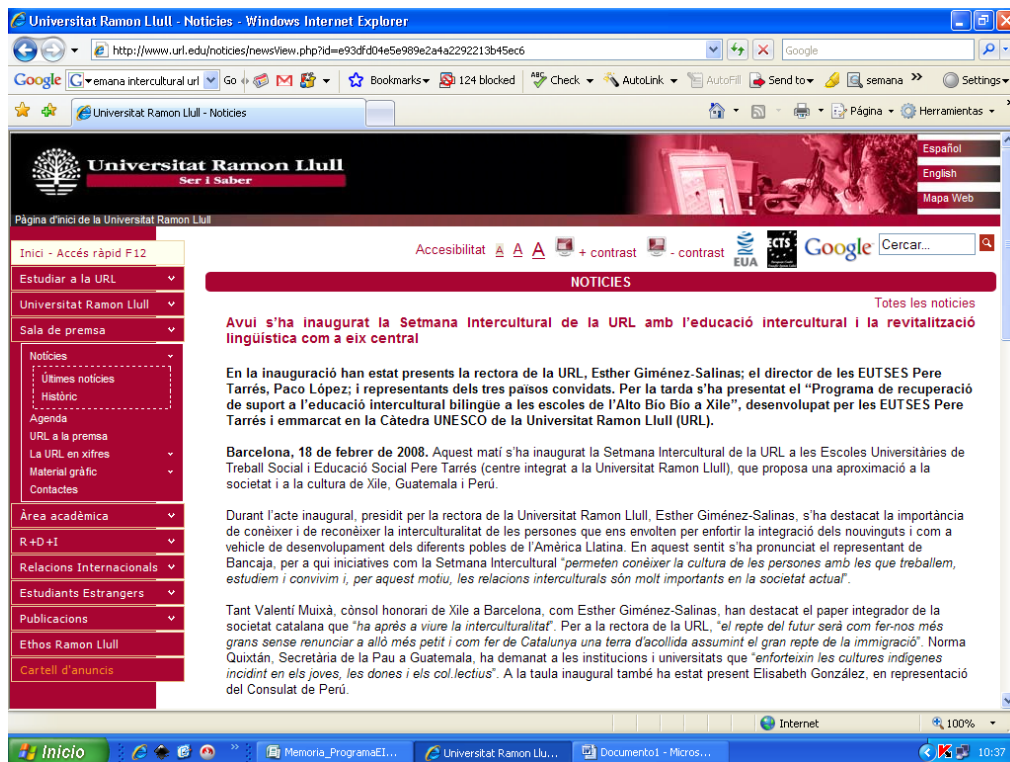 Universitat Ramon Llull - Noticies - Windows Internet Explorer
http://www.url.edu/noticies/newsView.php?id=e93dfd04e5e989e2a4a2292213b45ec6
Google
Google emana intercultural url Go Bookmarks 124 blocked Check AutoLink AutoFill Send to semana Settings
Universitat Ramon Llull - Noticies
Página Herramientas
Universitat Ramon Llull
Ser i Saber
Español
English
Mapa Web
Pàgina d'inici de la Universitat Ramon Llull
Inici - Accés ràpid F12
Estudiar a la URL
Universitat Ramon Llull
Sala de premsa
Notícies
Últimes notícies
Històric
Agenda
URL a la premsa
La URL en xifres
Material gràfic
Contactes
Àrea acadèmica
R+D+I
Relacions Internacionals
Estudiants Estrangers
Publicacions
Ethos Ramon Llull
Cartell d'anuncis
Accesibilitat A A A + contrast - contrast EUA ECTS Google Cercar...
NOTICIES
Totes les noticies
Avui s'ha inaugurat la Setmana Intercultural de la URL amb l'educació intercultural i la revitalització
lingüística com a eix central
En la inauguració han estat presents la rectora de la URL, Esther Giménez-Salinas; el director de les EUTSES Pere
Tarrés, Paco López; i representants dels tres països convidats. Per la tarda s'ha presentat el “Programa de recuperació
de suport a l'educació intercultural bilingüe a les escoles de l'Alto Bío Bío a Xile”, desenvolupat per les EUTSES Pere
Tarrés i emmarcat en la Càtedra UNESCO de la Universitat Ramon Llull (URL).
Barcelona, 18 de febrer de 2008. Aquest matí s'ha inaugurat la Setmana Intercultural de la URL a les Escoles Universitàries de
Treball Social i Educació Social Pere Tarrés (centre integrat a la Universitat Ramon Llull), que proposa una aproximació a la
societat i a la cultura de Xile, Guatemala i Perú.
Durant l'acte inaugural, presidit per la rectora de la Universitat Ramon Llull, Esther Giménez-Salinas, s'ha destacat la importància
de conèixer i de reconèixer la interculturalitat de les persones que ens envolten per enfortir la integració dels nouvinguts i com a
vehicle de desenvolupament dels diferents pobles de l'Amèrica Llatina. En aquest sentit s'ha pronunciat el representant de
Bancaja, per a qui iniciatives com la Setmana Intercultural “permeten conèixer la cultura de les persones amb les que treballem,
estudiem i convivim i, per aquest motiu, les relacions interculturals són molt importants en la societat actual”.
Tant Valentí Muixà, cònsol honorari de Xile a Barcelona, com Esther Giménez-Salinas, han destacat el paper integrador de la
societat catalana que “ha après a viure la interculturalitat”. Per a la rectora de la URL, “el repte del futur serà com fer-nos més
grans sense renunciar a allò més petit i com fer de Catalunya una terra d'acollida assumint el gran repte de la immigració”. Norma
Quixtán, Secretària de la Pau a Guatemala, ha demanat a les institucions i universitats que “enforteixin les cultures indígenes
incidint en els joves, les dones i els col.lectius”. A la taula inaugural també ha estat present Elisabeth González, en representació
del Consulat de Perú.
Internet 100%
Inicio Memoria_ProgramaEI... Universitat Ramon Llu... Documento1 - Micros... 10:37